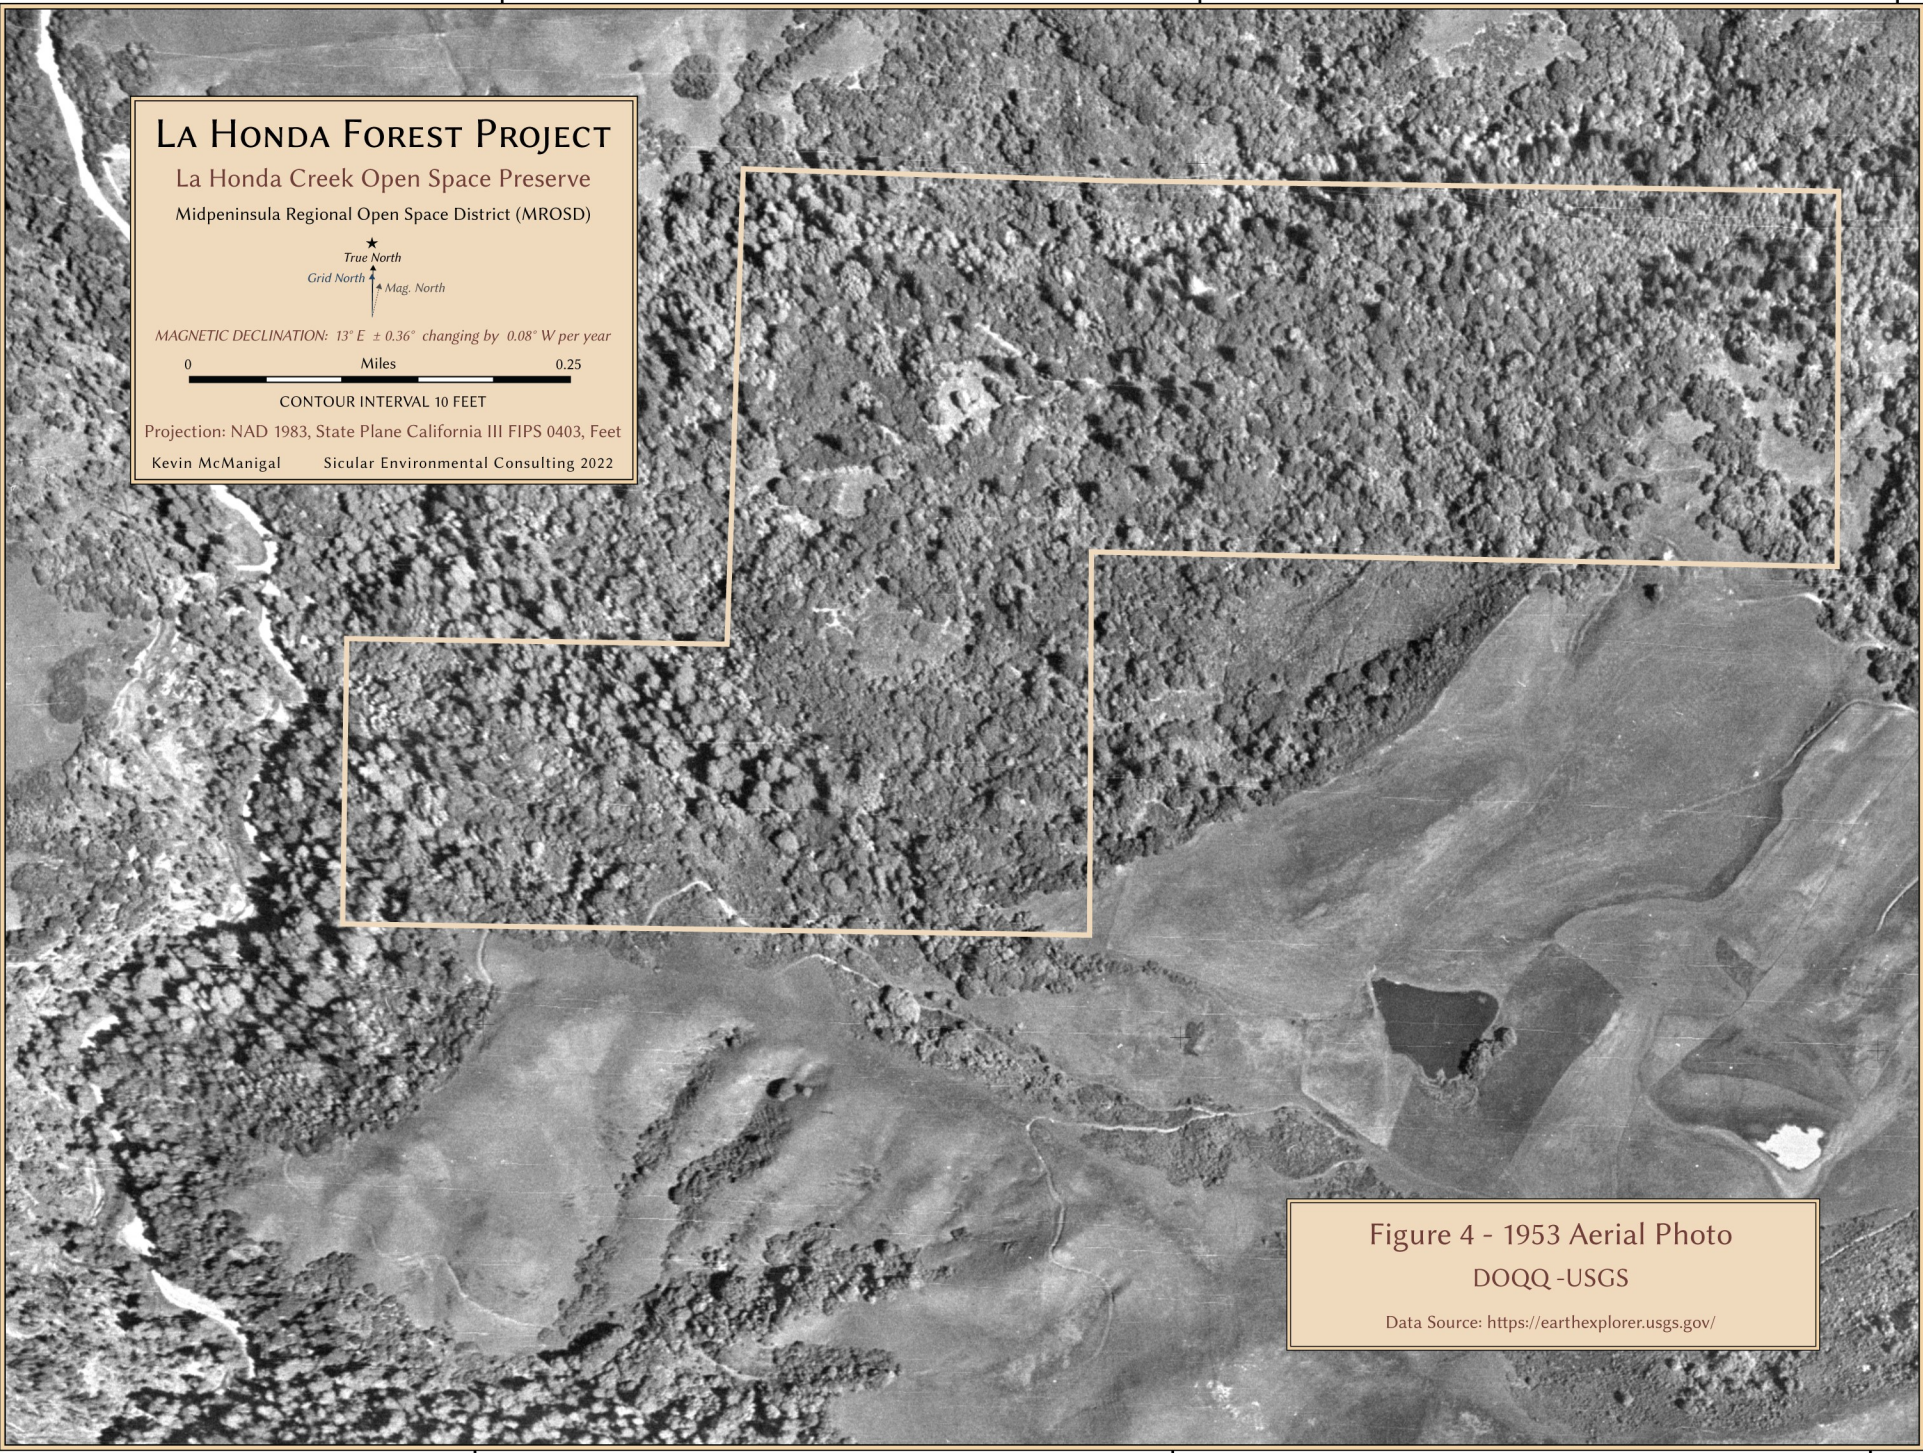 La Honda Forest Project
La Honda Creek Open Space Preserve
Midpeninsula Regional Open Space District (MROSD)
True North
Grid North
Mag. North
MAGNETIC DECLINATION: 13° E ± 0.36° changing by 0.08° W per year
0 Miles 0.25
CONTOUR INTERVAL 10 FEET
Projection: NAD 1983, State Plane California III FIPS 0403, Feet
Kevin McManigal Sicular Environmental Consulting 2022
Figure 4 - 1953 Aerial Photo
DOQQ -USGS
Data Source: https://earthexplorer.usgs.gov/